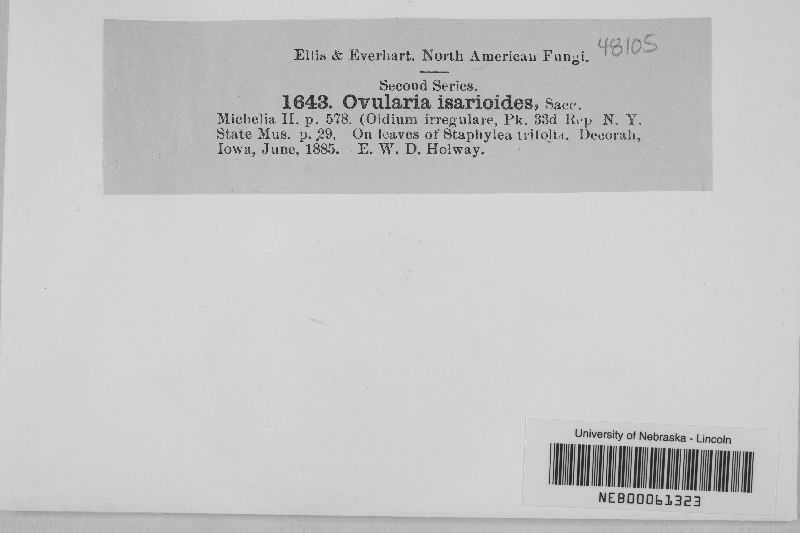 Ellis & Everhart. North American Fungi.
48105
Second Series.
1643. Ovularia isarioides, Sacc.
Michelia II. p. 578. (Oidium irregulare, Pk. 33d Rep N. Y.
State Mus. p. 29. On leaves of Staphylea trifolia. Decorah,
Iowa, June, 1885. E. W. D. Holway.
University of Nebraska - Lincoln
NEB00061323